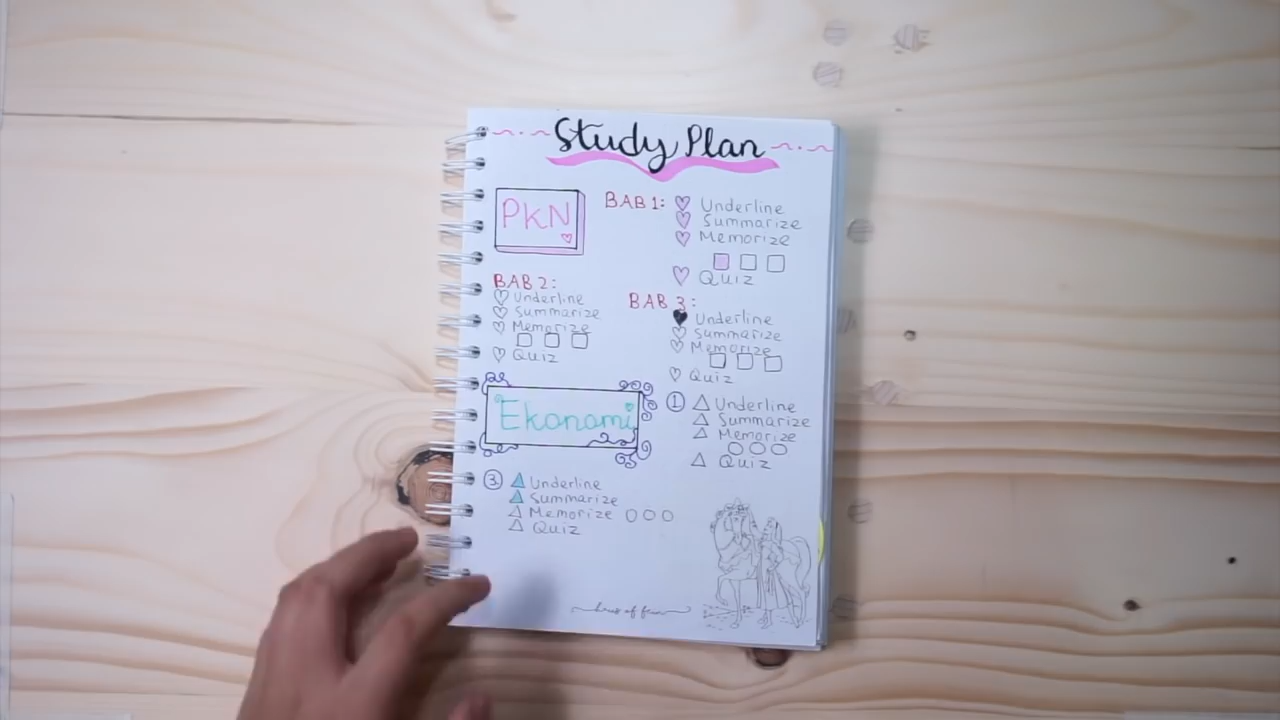 Study Plan
PKN
BAB 1:
Underline
Summarize
Memorize
Quiz
BAB 2:
Underline
Summarize
Memorize
Quiz
BAB 3:
Underline
Summarize
Memorize
Quiz
Ekonomi
1
Underline
Summarize
Memorize
Quiz
3
Underline
Summarize
Memorize
Quiz